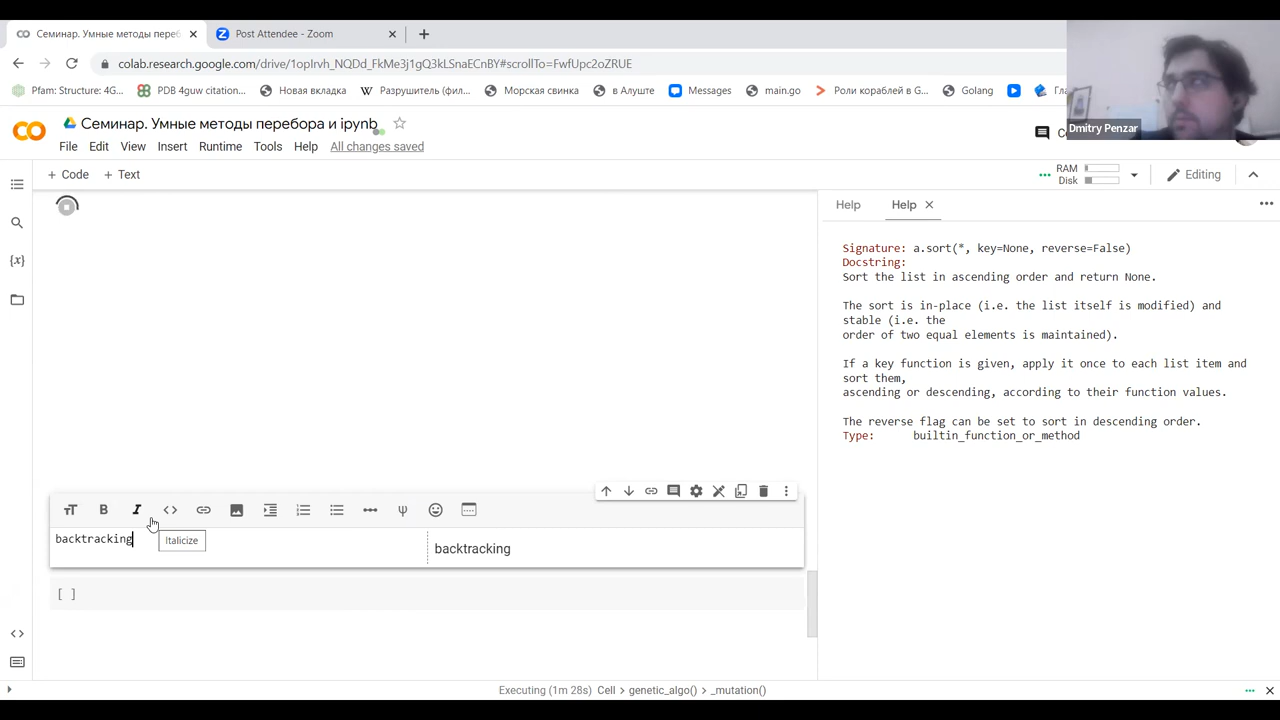 Семинар. Умные методы переб
Post Attendee - Zoom
colab.research.google.com/drive/1opIrvh_NQDd_FkMe3j1gQ3kLSnaECnBY#scrollTo=FwfUpc2oZRUE
Pfam: Structure: 4G...
PDB 4guw citation...
Новая вкладка
Разрушитель (фил...
Морская свинка
в Алуште
Messages
main.go
Роли кораблей в G...
Golang
Dmitry Penzar
Семинар. Умные методы перебора и ipynb
File Edit View Insert Runtime Tools Help All changes saved
+ Code + Text
RAM
Disk
Editing
Help Help
Signature: a.sort(*, key=None, reverse=False)
Docstring:
Sort the list in ascending order and return None.
The sort is in-place (i.e. the list itself is modified) and
stable (i.e. the
order of two equal elements is maintained).
If a key function is given, apply it once to each list item and
sort them,
ascending or descending, according to their function values.
The reverse flag can be set to sort in descending order.
Type: builtin_function_or_method
backtracking
Italicize
backtracking
[ ]
Executing (1m 28s) Cell > genetic_algo() > _mutation()